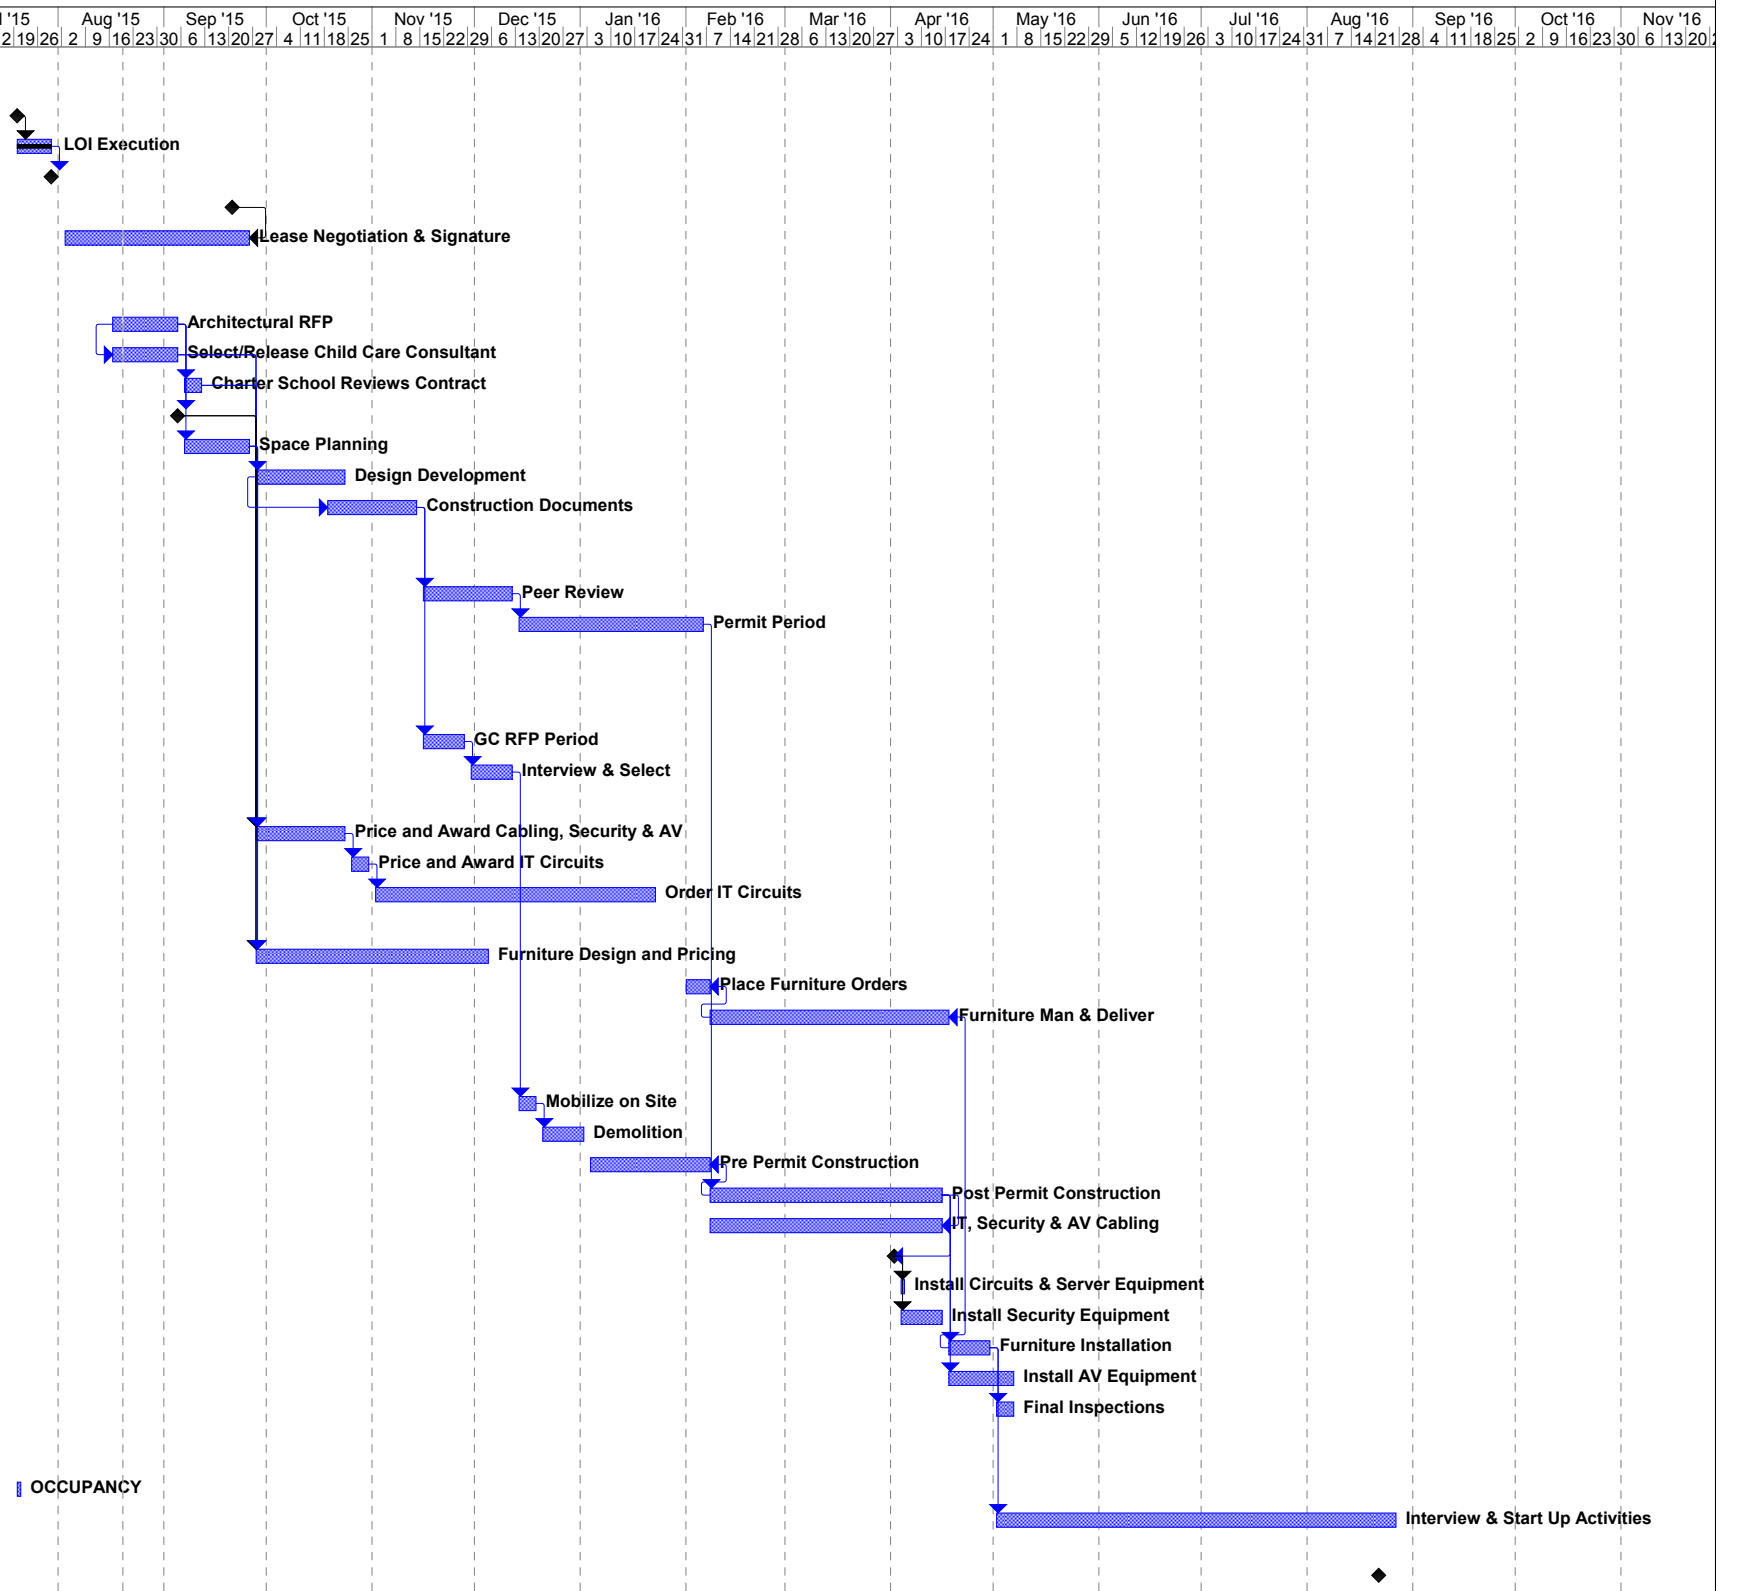 '15 Aug '15 Sep '15 Oct '15 Nov '15 Dec '15 Jan '16 Feb '16 Mar '16 Apr '16 May '16 Jun '16 Jul '16 Aug '16 Sep '16 Oct '16 Nov '16
2 19 26 2 9 16 23 30 6 13 20 27 4 11 18 25 1 8 15 22 29 6 13 20 27 3 10 17 24 31 7 14 21 28 6 13 20 27 3 10 17 24 1 8 15 22 29 5 12 19 26 3 10 17 24 31 7 14 21 28 4 11 18 25 2 9 16 23 30 6 13 20
LOI Execution
Lease Negotiation & Signature
Architectural RFP
Select/Release Child Care Consultant
Charter School Reviews Contract
Space Planning
Design Development
Construction Documents
Peer Review
Permit Period
GC RFP Period
Interview & Select
Price and Award Cabling, Security & AV
Price and Award IT Circuits
Order IT Circuits
Furniture Design and Pricing
Place Furniture Orders
Furniture Man & Deliver
Mobilize on Site
Demolition
Pre Permit Construction
Post Permit Construction
IT, Security & AV Cabling
Install Circuits & Server Equipment
Install Security Equipment
Furniture Installation
Install AV Equipment
Final Inspections
OCCUPANCY
Interview & Start Up Activities